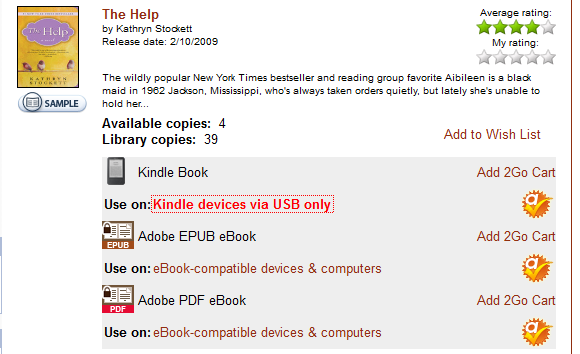 The Help
by Kathryn Stockett
Release date: 2/10/2009
Average rating:
My rating:
The Help
KATHRYN
STOCKETT
SAMPLE
The wildly popular New York Times bestseller and reading group favorite Aibileen is a black
maid in 1962 Jackson, Mississippi, who's always taken orders quietly, but lately she's unable to
hold her...
Available copies: 4
Library copies: 39
Add to Wish List
Kindle Book
Add 2Go Cart
Use on: Kindle devices via USB only
EPUB
Adobe EPUB eBook
Add 2Go Cart
Use on: eBook-compatible devices & computers
PDF
Adobe PDF eBook
Add 2Go Cart
Use on: eBook-compatible devices & computers